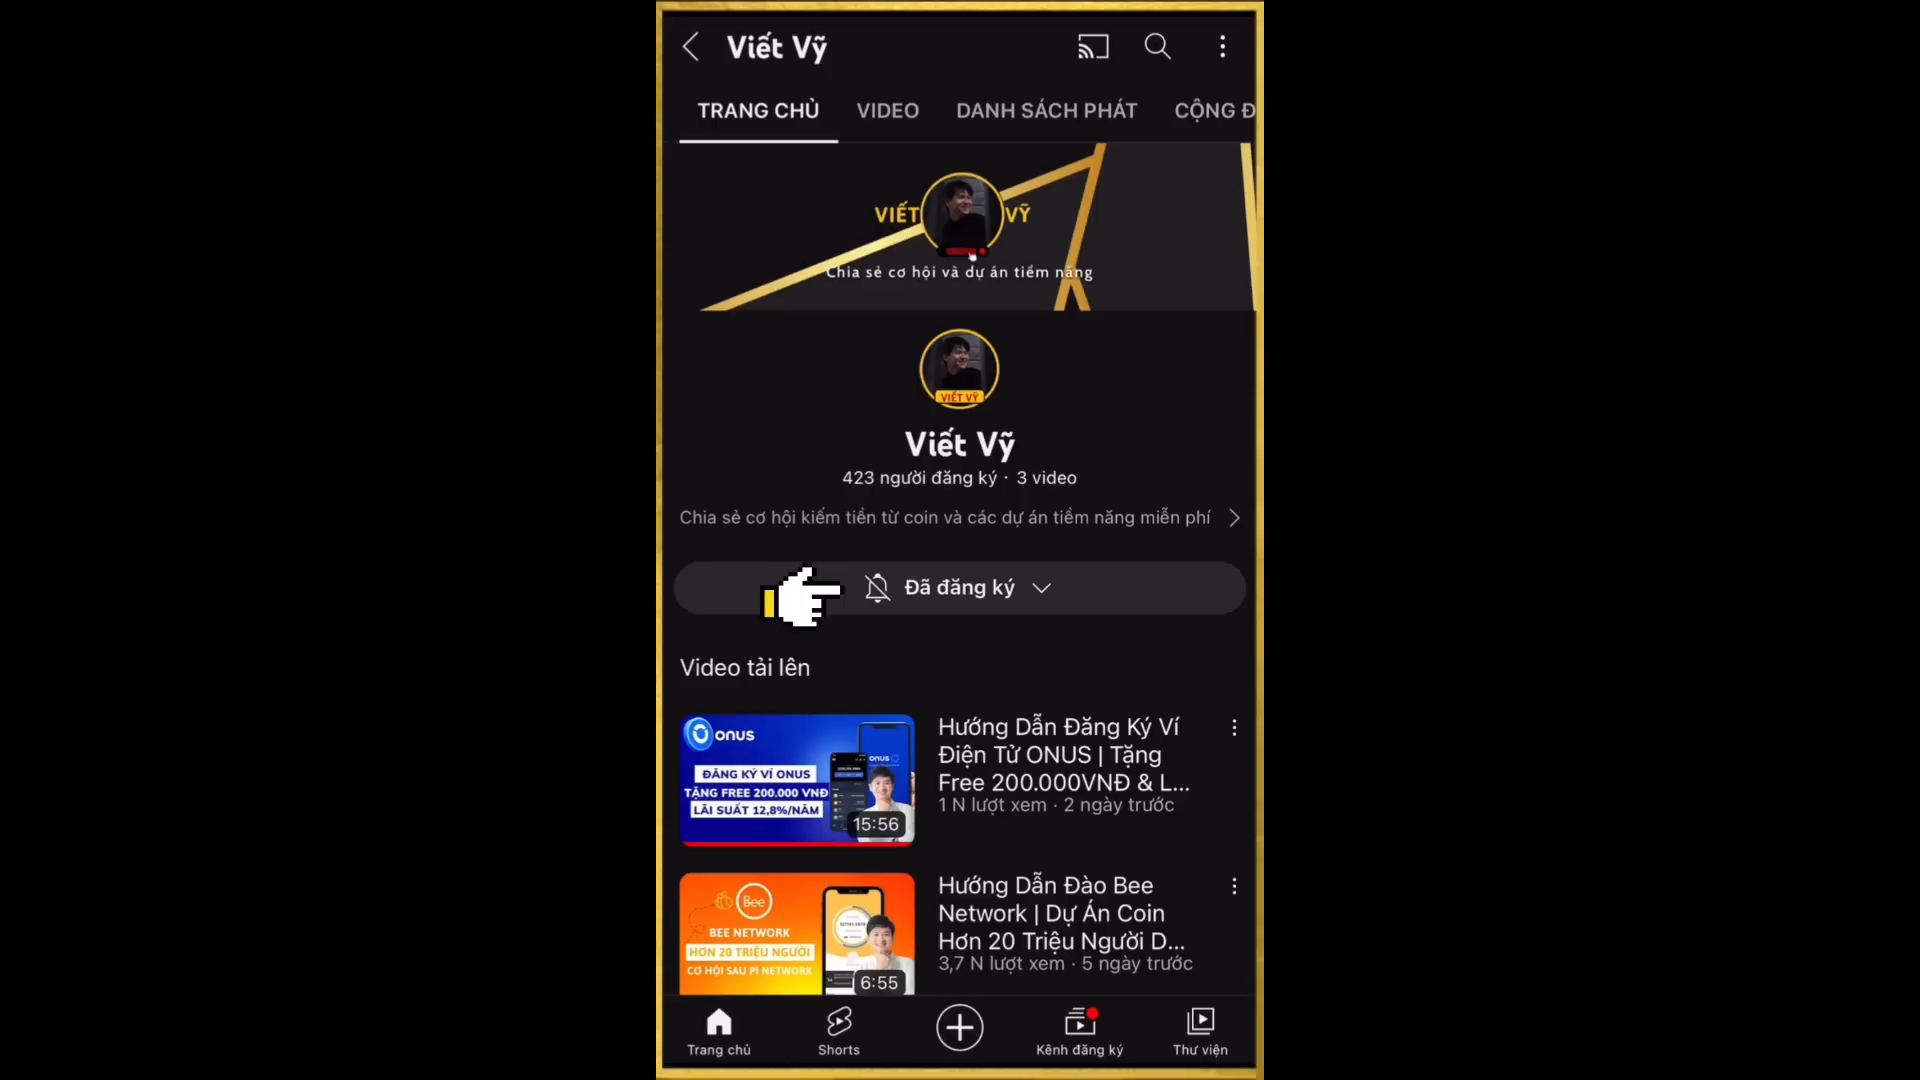 Viết Vỹ
TRANG CHỦ VIDEO DANH SÁCH PHÁT CỘNG Đ
VIẾT VỸ
Chia sẻ cơ hội và dự án tiềm năng
VIẾT VỸ
Viết Vỹ
423 người đăng ký · 3 video
Chia sẻ cơ hội kiếm tiền từ coin và các dự án tiềm năng miễn phí
Đã đăng ký
Video tải lên
onus
ĐĂNG KÝ VÍ ONUS
TẶNG FREE 200.000 VNĐ
LÃI SUẤT 12,8%/NĂM
onus
15:56
Hướng Dẫn Đăng Ký Ví
Điện Tử ONUS | Tặng
Free 200.000VNĐ & L...
1 N lượt xem · 2 ngày trước
Bee
BEE NETWORK
HƠN 20 TRIỆU NGƯỜI
CƠ HỘI SAU PI NETWORK
6:55
Hướng Dẫn Đào Bee
Network | Dự Án Coin
Hơn 20 Triệu Người D...
3,7 N lượt xem · 5 ngày trước
Trang chủ Shorts Kênh đăng ký Thư viện